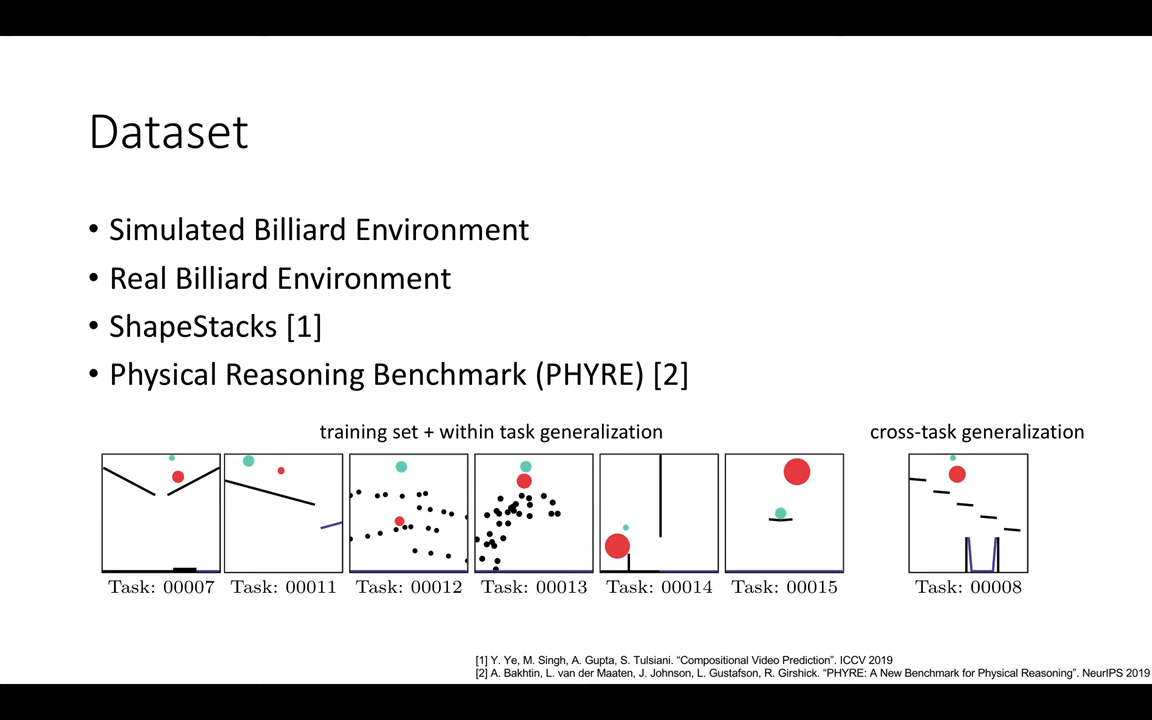 Dataset
• Simulated Billiard Environment
• Real Billiard Environment
• ShapeStacks [1]
• Physical Reasoning Benchmark (PHYRE) [2]
training set + within task generalization
cross-task generalization
Task: 00007
Task: 00011
Task: 00012
Task: 00013
Task: 00014
Task: 00015
Task: 00008
[1] Y. Ye, M. Singh, A. Gupta, S. Tulsiani. “Compositional Video Prediction”. ICCV 2019
[2] A. Bakhtin, L. van der Maaten, J. Johnson, L. Gustafson, R. Girshick. “PHYRE: A New Benchmark for Physical Reasoning”. NeurIPS 2019